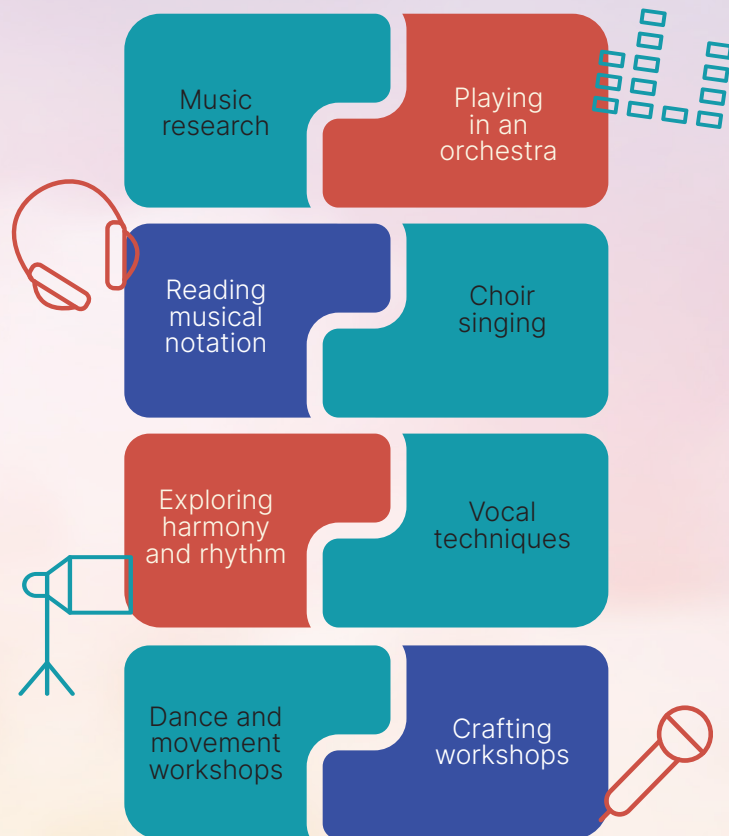 Music
research
Playing
in an
orchestra
Reading
musical
notation
Choir
singing
Exploring
harmony
and rhythm
Vocal
techniques
Dance and
movement
workshops
Crafting
workshops